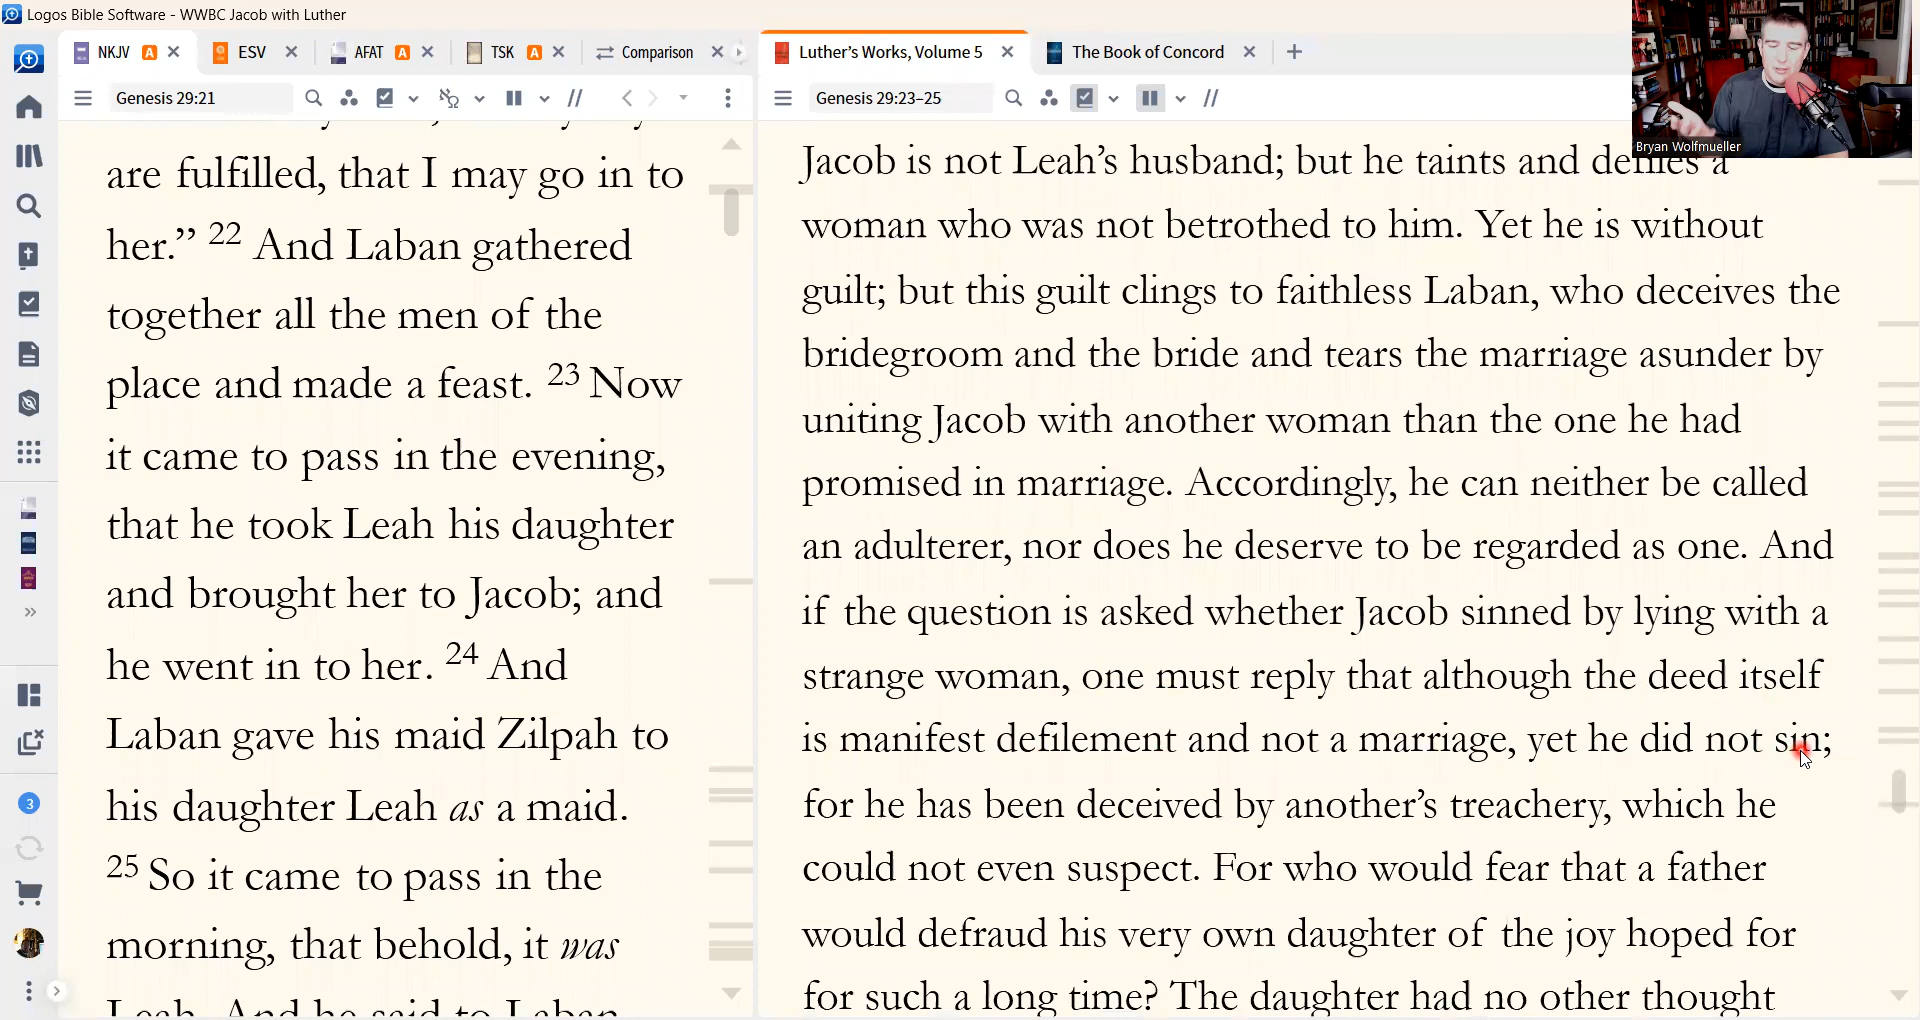 Logos Bible Software - WWBC Jacob with Luther
NKJV A
ESV
AFAT A
TSK A
Comparison
Genesis 29:21
are fulfilled, that I may go in to
her.” 22 And Laban gathered
together all the men of the
place and made a feast. 23 Now
it came to pass in the evening,
that he took Leah his daughter
and brought her to Jacob; and
he went in to her. 24 And
Laban gave his maid Zilpah to
his daughter Leah as a maid.
25 So it came to pass in the
morning, that behold, it was
Leah. And he said to Laban
3
Luther’s Works, Volume 5
The Book of Concord
Genesis 29:23–25
Bryan Wolfmueller
Jacob is not Leah’s husband; but he taints and defiles a
woman who was not betrothed to him. Yet he is without
guilt; but this guilt clings to faithless Laban, who deceives the
bridegroom and the bride and tears the marriage asunder by
uniting Jacob with another woman than the one he had
promised in marriage. Accordingly, he can neither be called
an adulterer, nor does he deserve to be regarded as one. And
if the question is asked whether Jacob sinned by lying with a
strange woman, one must reply that although the deed itself
is manifest defilement and not a marriage, yet he did not sin;
for he has been deceived by another’s treachery, which he
could not even suspect. For who would fear that a father
would defraud his very own daughter of the joy hoped for
for such a long time? The daughter had no other thought